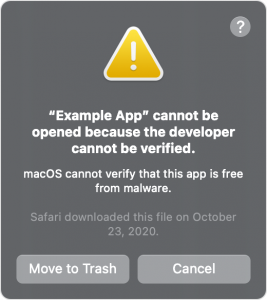 ?
“Example App” cannot be
opened because the developer
cannot be verified.
macOS cannot verify that this app is free
from malware.
Safari downloaded this file on October
23, 2020.
Move to Trash
Cancel